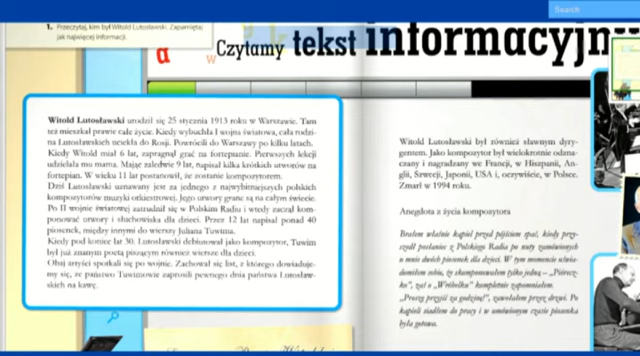 Search
1. Przeczytaj, kim był Witold Lutosławski. Zapamiętaj
jak najwięcej informacji.
Czytamy tekst informacyjn
Witold Lutosławski urodził się 25 stycznia 1913 roku w Warszawie. Tam
też mieszkał prawie całe życie. Kiedy wybuchła I wojna światowa, cała rodzi-
na Lutosławskich uciekła do Rosji. Powrócili do Warszawy po kilku latach.
Kiedy Witold miał 6 lat, zapragnął grać na fortepianie. Pierwszych lekcji
udzielała mu mama. Mając zaledwie 9 lat, napisał kilka krótkich utworów na
fortepian. W wieku 11 lat postanowił, że zostanie kompozytorem.
Dziś Lutosławski uznawany jest za jednego z najwybitniejszych polskich
kompozytorów muzyki orkiestrowej. Jego utwory grane są na całym świecie.
Po II wojnie światowej zatrudnił się w Polskim Radiu i wtedy zaczął kom-
ponować utwory i słuchowiska dla dzieci. Przez 12 lat napisał ponad 40
piosenek, między innymi do wierszy Juliana Tuwima.
Kiedy pod koniec lat 30. Lutosławski debiutował jako kompozytor, Tuwim
był już znanym poetą piszącym również wiersze dla dzieci.
Obaj artyści spotkali się po wojnie. Zachował się list, z którego dowiaduje-
my się, że państwo Tuwimowie zaprosili pewnego dnia państwa Lutosław-
skich na kawę.
Witold Lutosławski był również sławnym dyry-
gentem. Jako kompozytor był wielokrotnie odzna-
czany i nagradzany we Francji, w Hiszpanii, An-
glii, Szwecji, Japonii, USA i, oczywiście, w Polsce.
Zmarł w 1994 roku.
Anegdota z życia kompozytora
Brałem właśnie kąpiel przed pójściem spać, kiedy przy-
szedł posłaniec z Polskiego Radia po nuty zamówionych
u mnie dwóch piosenek dla dzieci. W tym momencie uświa-
domiłem sobie, że skomponowałem tylko jedną – „Piórecz-
ko”, zaś o „Wróbelku” kompletnie zapomniałem.
„Proszę przyjść za godzinę!”, zawołałem przez drzwi. Po
kąpieli siadłem do pracy i w umówionym czasie piosenka
była gotowa.